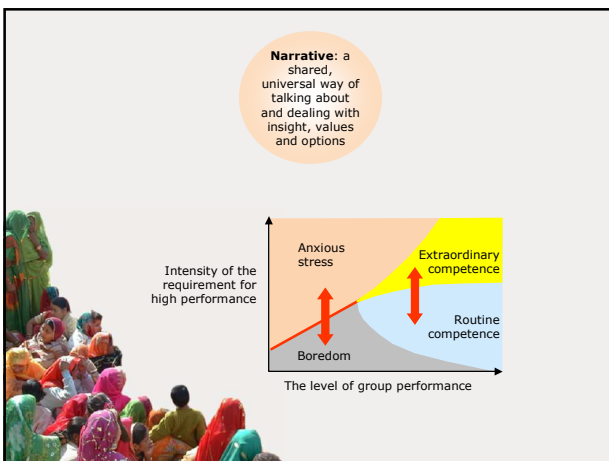 Narrative: a
shared,
universal way of
talking about
and dealing with
insight, values
and options
Anxious
stress
Extraordinary
competence
Intensity of the
requirement for
high performance
Routine
competence
Boredom
The level of group performance